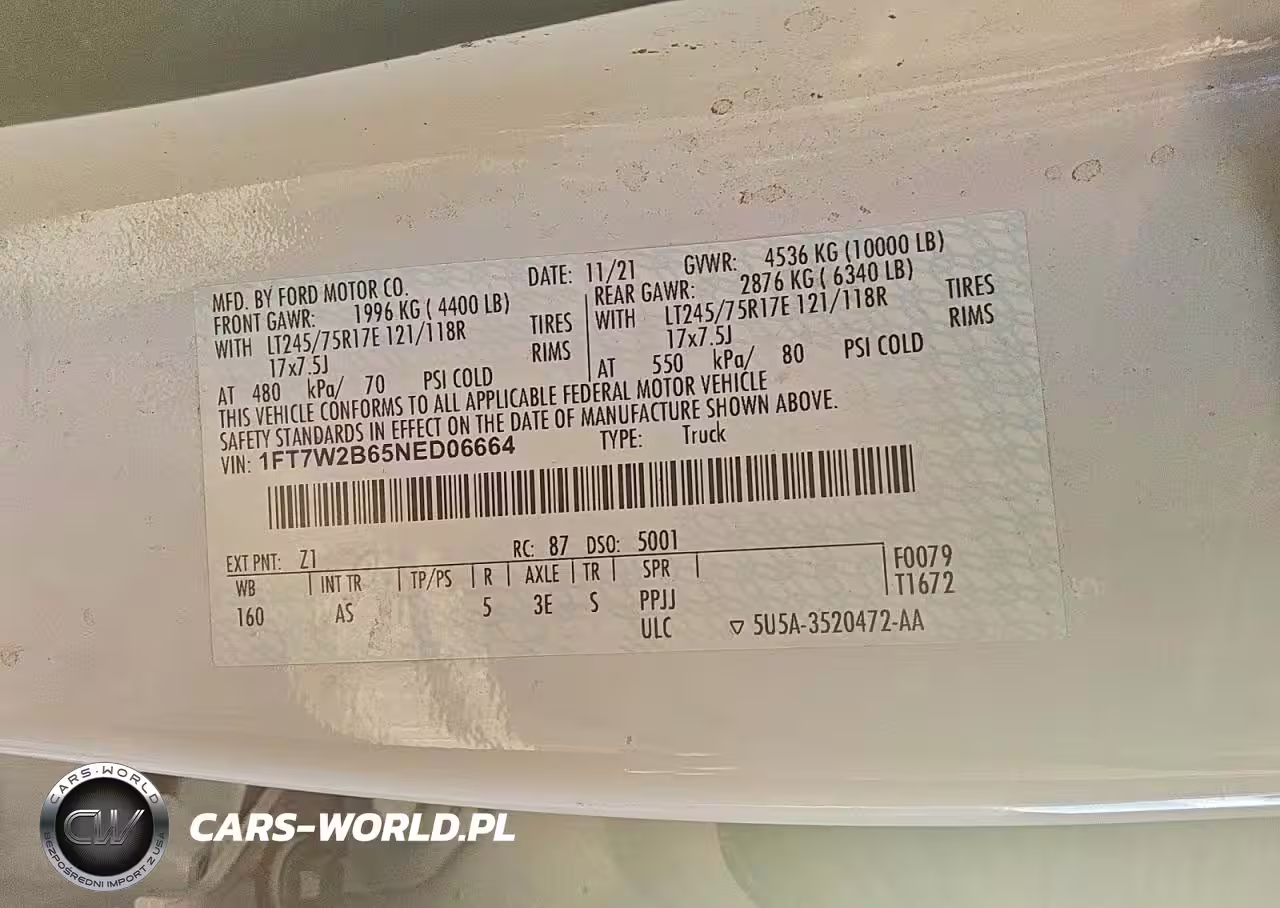 MFD. BY FORD MOTOR CO. DATE: 11/21 GVWR: 4536 KG (10000 LB)
FRONT GAWR: 1996 KG ( 4400 LB) REAR GAWR: 2876 KG ( 6340 LB)
WITH LT245/75R17E 121/118R TIRES WITH LT245/75R17E 121/118R TIRES
17x7.5J RIMS 17x7.5J RIMS
AT 480 kPa/ 70 PSI COLD AT 550 kPa/ 80 PSI COLD
THIS VEHICLE CONFORMS TO ALL APPLICABLE FEDERAL MOTOR VEHICLE
SAFETY STANDARDS IN EFFECT ON THE DATE OF MANUFACTURE SHOWN ABOVE.
VIN: 1FT7W2B65NED06664 TYPE: Truck
EXT PNT: Z1 RC: 87 DSO: 5001
WB INT TR TP/PS R AXLE TR SPR F0079
160 AS 5 3E S PPJJ T1672
ULC ▽ 5U5A-3520472-AA
CARS-WORLD
CW
BEZPOŚREDNI IMPORT Z USA
CARS-WORLD.PL